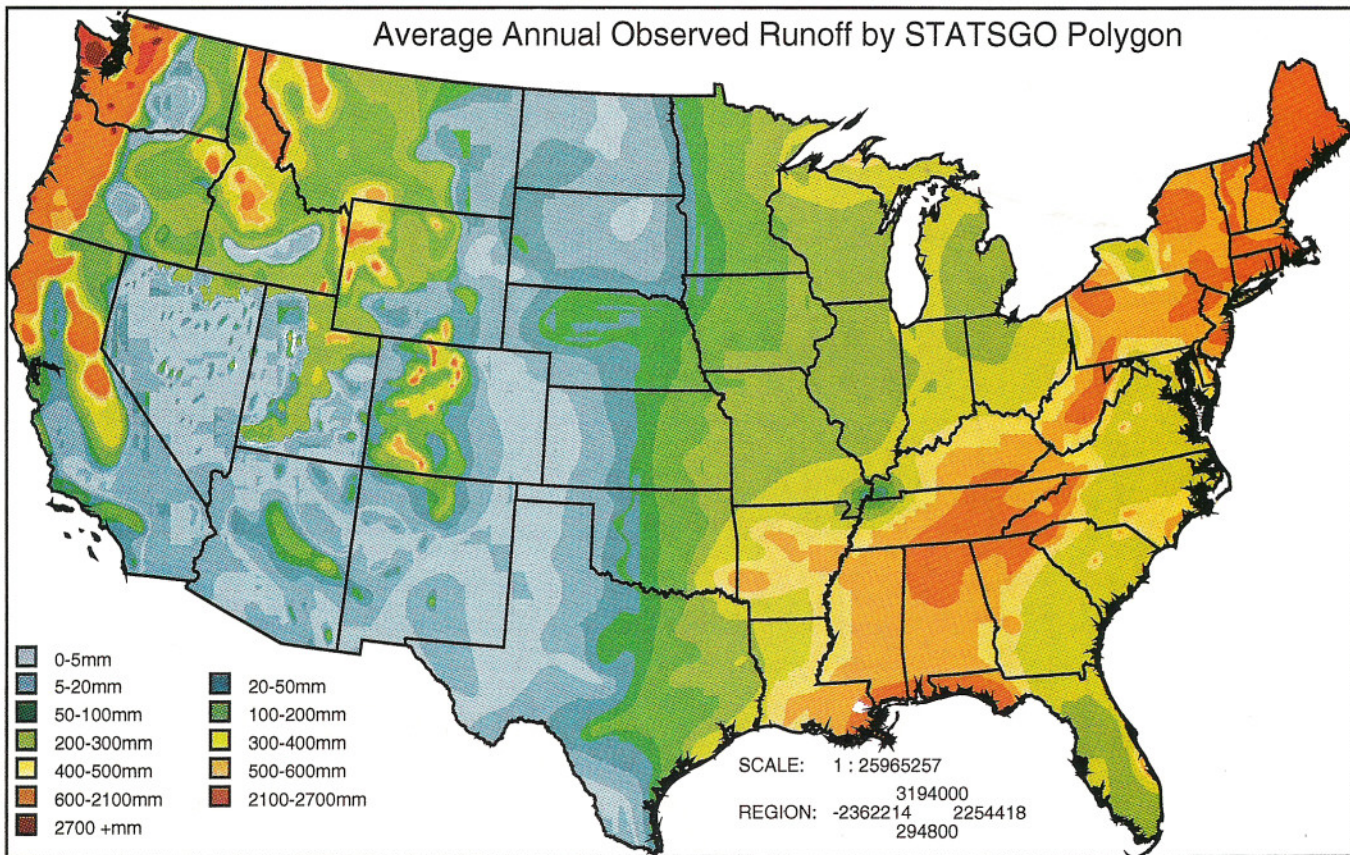 Average Annual Observed Runoff by STATSGO Polygon
0-5mm
5-20mm
20-50mm
50-100mm
100-200mm
200-300mm
300-400mm
400-500mm
500-600mm
600-2100mm
2100-2700mm
2700 +mm
SCALE: 1 : 25965257
3194000
REGION: -2362214 2254418
294800